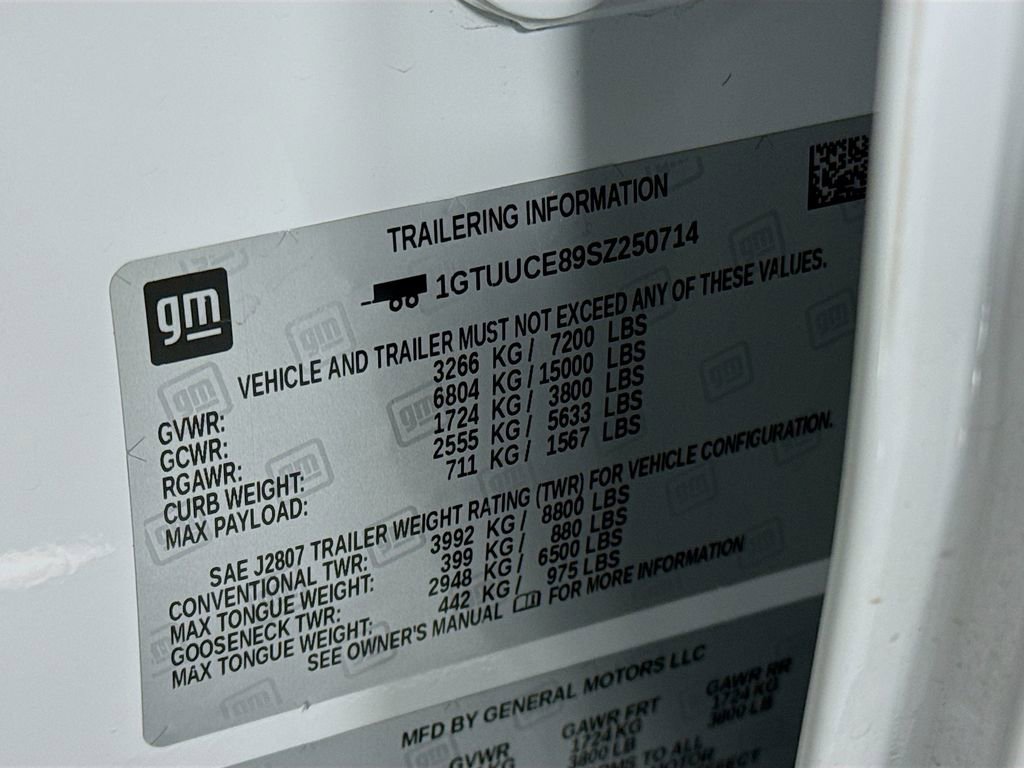 TRAILERING INFORMATION
gm
1GTUUCE89SZ250714
VEHICLE AND TRAILER MUST NOT EXCEED ANY OF THESE VALUES.
GVWR: 3266 KG / 7200 LBS
GCWR: 6804 KG / 15000 LBS
RGAWR: 1724 KG / 3800 LBS
CURB WEIGHT: 2555 KG / 5633 LBS
MAX PAYLOAD: 711 KG / 1567 LBS
SAE J2807 TRAILER WEIGHT RATING (TWR) FOR VEHICLE CONFIGURATION.
CONVENTIONAL TWR: 3992 KG / 8800 LBS
MAX TONGUE WEIGHT: 399 KG / 880 LBS
GOOSENECK TWR: 2948 KG / 6500 LBS
MAX TONGUE WEIGHT: 442 KG / 975 LBS
SEE OWNER'S MANUAL FOR MORE INFORMATION
MFD BY GENERAL MOTORS LLC
GVWR GAWR FRT GAWR RR
1724 KG 1724 KG
3800 LB 3800 LB
TO ALL
MOTOR
EFFECT